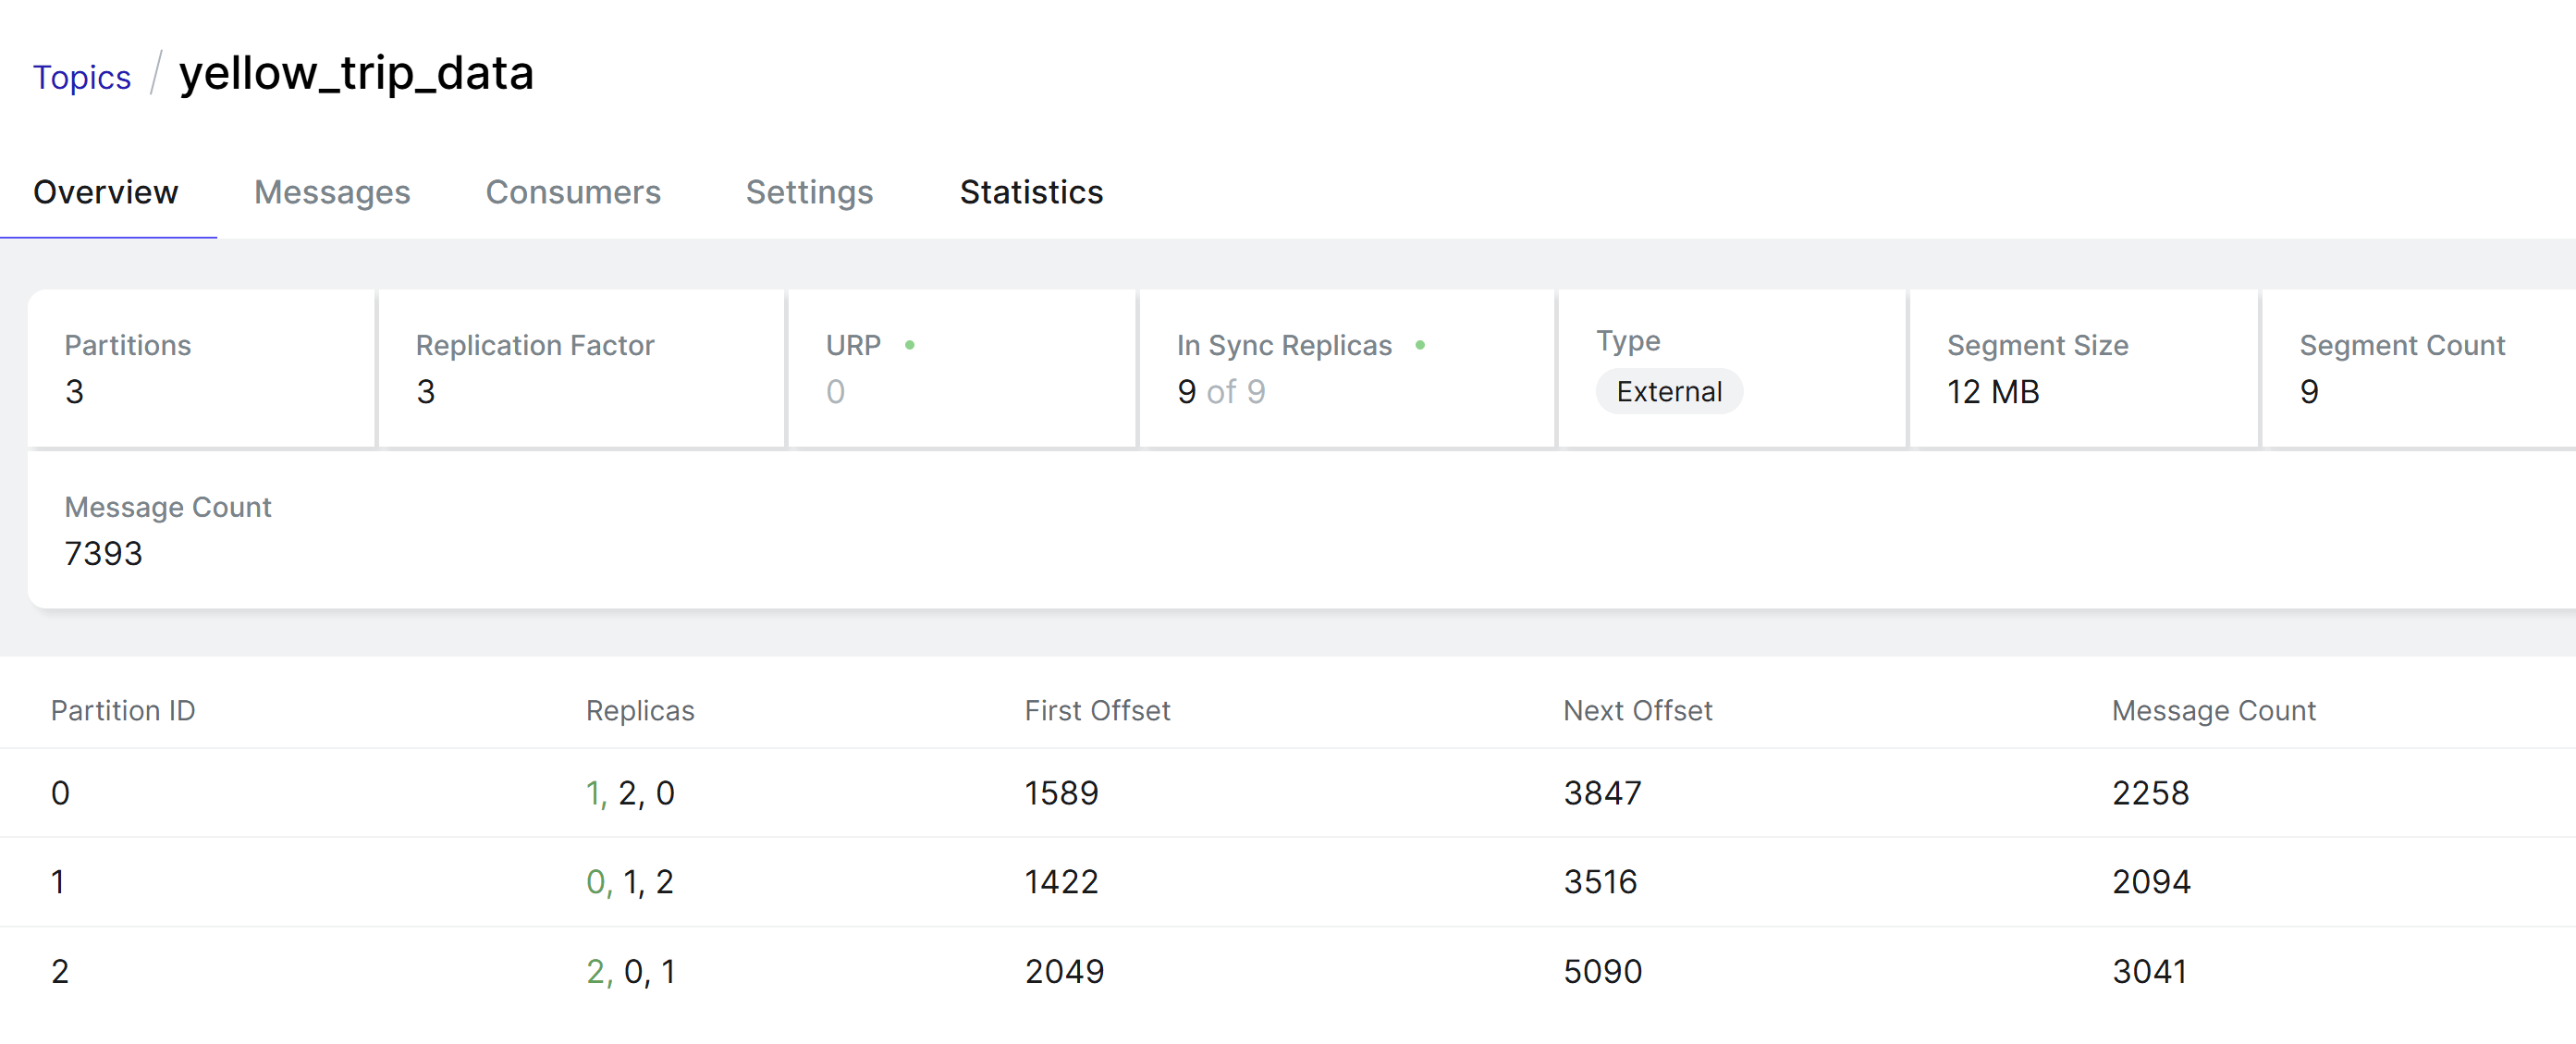 Topics / yellow_trip_data
Overview Messages Consumers Settings Statistics
Partitions Replication Factor URP In Sync Replicas Type Segment Size Segment Count
3 3 0 9 of 9 External 12 MB 9
Message Count
7393
Partition ID Replicas First Offset Next Offset Message Count
0 1, 2, 0 1589 3847 2258
1 0, 1, 2 1422 3516 2094
2 2, 0, 1 2049 5090 3041